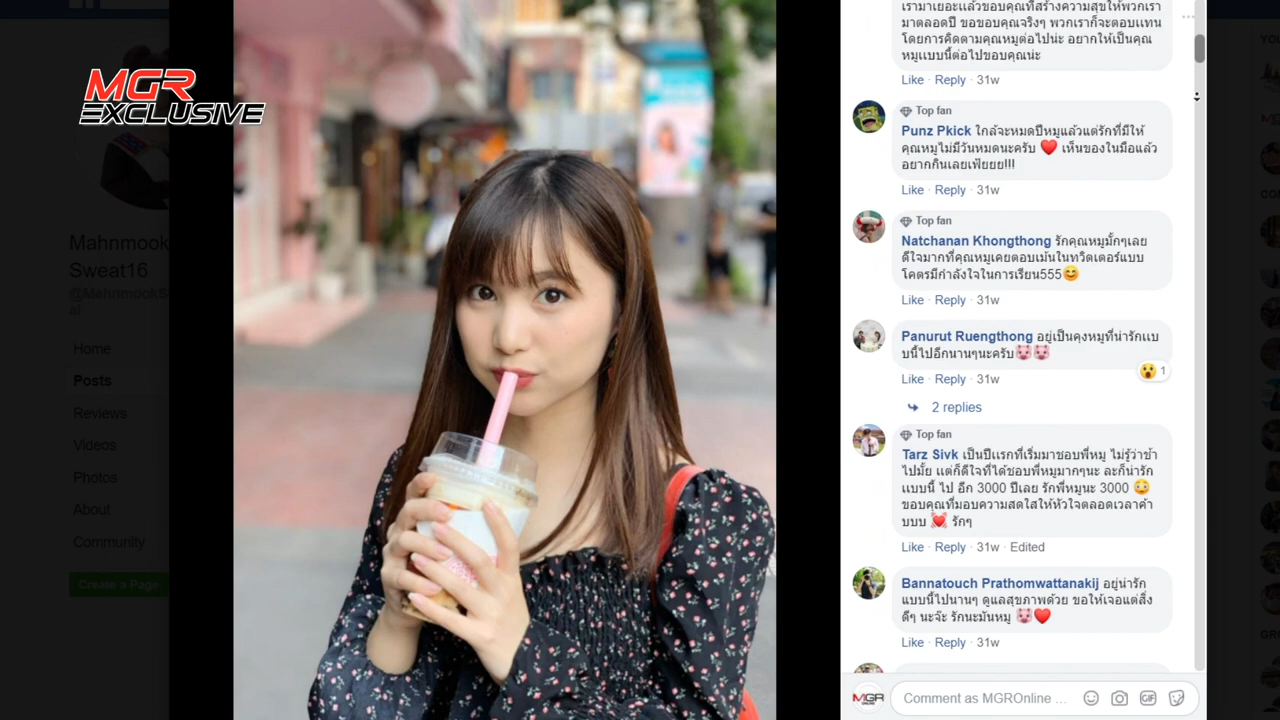 MGR
EXCLUSIVE
Mahnmook
Sweat16
@MahnmookS
al
Home
Posts
Reviews
Videos
Photos
About
Community
Create a Page
เรามาเยอะแล้วขอบคุณที่สร้างความสุขให้พวกเรา
มาตลอดปี ขอขอบคุณจริงๆ พวกเราก็จะตอบแทน
โดยการติดตามคุณหมูต่อไปน่ะ อยากให้เป็นคุณ
หมูแบบนี้ต่อไปขอบคุณน่ะ
Like · Reply · 31w
Top fan
Punz Pkick ใกล้จะหมดปีหมูแล้วแต่รักที่มีให้
คุณหมูไม่มีวันหมดนะครับ ❤️ เห็นของในมือแล้ว
อยากกินเลยเฟ้ยยย!!!
Like · Reply · 31w
Top fan
Natchanan Khongthong รักคุณหมูมั้กๆเลย
ดีใจมากที่คุณหมูเคยตอบเม้นในทวิตเตอร์แบบ
โคตรมีกำลังใจในการเรียน555😊
Like · Reply · 31w
Panurut Ruengthong อยู่เป็นคุงหมูที่น่ารักแบ
บนี้ไปอีกนานๆนะครับ🐷🐷
😮 1
Like · Reply · 31w
2 replies
Top fan
Tarz Sivk เป็นปีแรกที่เริ่มมาชอบพี่หมู ไม่รู้ว่าช้า
ไปมั้ย แต่ก็ดีใจที่ได้ชอบพี่หมูมากๆนะ ละก็น่ารัก
แบบนี้ ไป อีก 3000 ปีเลย รักพี่หมูนะ 3000 😳
ขอบคุณที่มอบความสดใสให้หัวใจตลอดเวลาค้า
บบบ 💓 รักๆ
Like · Reply · 31w · Edited
Bannatouch Prathomwattanakij อยู่น่ารัก
แบบนี้ไปนานๆ ดูแลสุขภาพด้วย ขอให้เจอแต่สิ่ง
ดีๆ นะจ๊ะ รักนะมันหมู 🐷❤️
Like · Reply · 31w
MGR
ONLINE
Comment as MGROnline ...
GIF